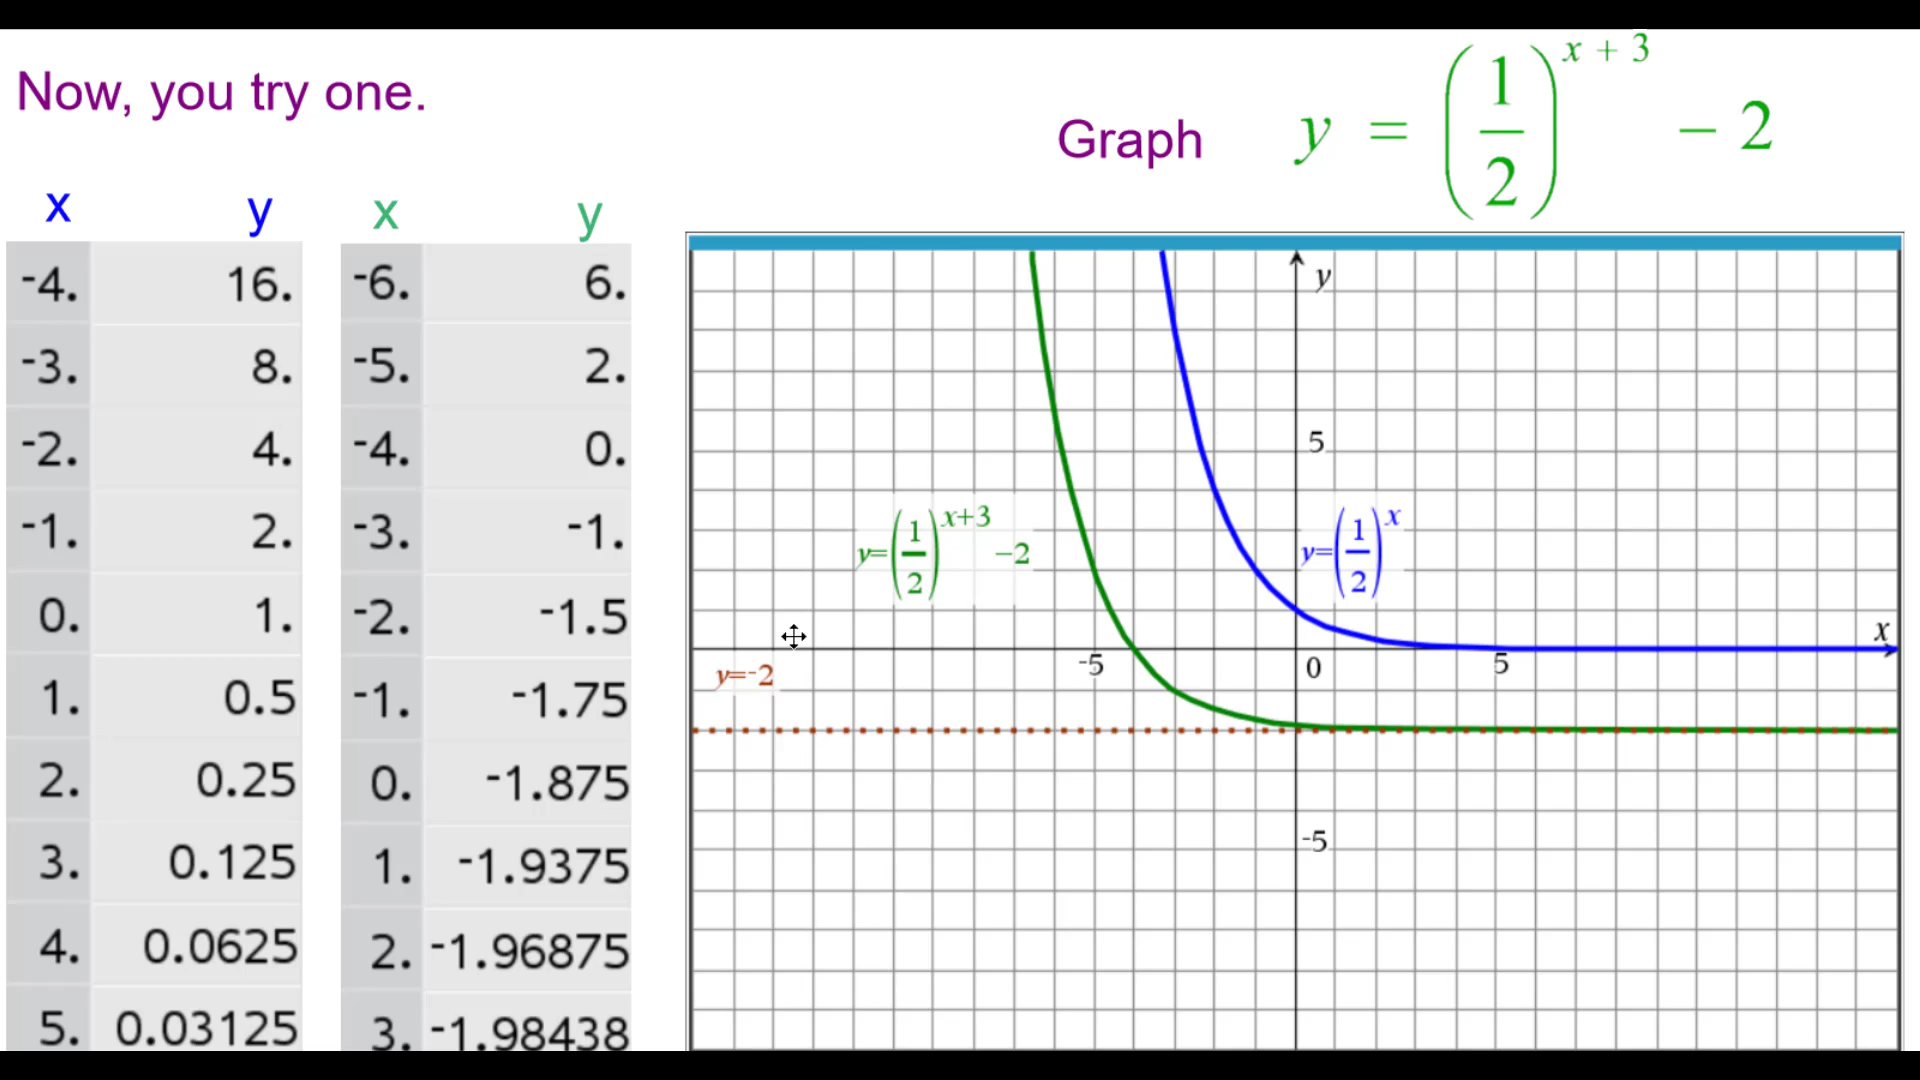 Now, you try one.
Graph y = (1/2)^(x + 3) − 2
x y
-4. 16.
-3. 8.
-2. 4.
-1. 2.
0. 1.
1. 0.5
2. 0.25
3. 0.125
4. 0.0625
5. 0.03125
x y
-6. 6.
-5. 2.
-4. 0.
-3. -1.
-2. -1.5
-1. -1.75
0. -1.875
1. -1.9375
2. -1.96875
3. -1.98438
y
5
y=(1/2)^(x+3) −2
y=(1/2)^x
x
-5 0 5
y=-2
-5